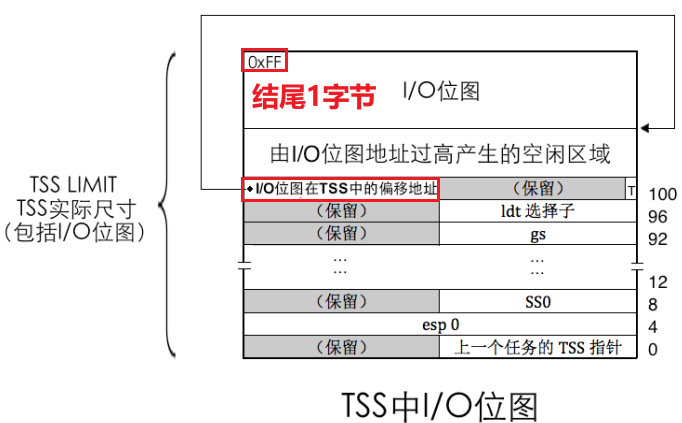 0xFF
结尾1字节 I/O位图
由I/O位图地址过高产生的空闲区域
I/O位图在TSS中的偏移地址 （保留） T 100
（保留） ldt 选择子 96
（保留） gs 92
... ...
... ...
12
（保留） SS0 8
esp 0 4
（保留） 上一个任务的 TSS 指针 0
TSS LIMIT
TSS实际尺寸
（包括I/O位图）
TSS中I/O位图